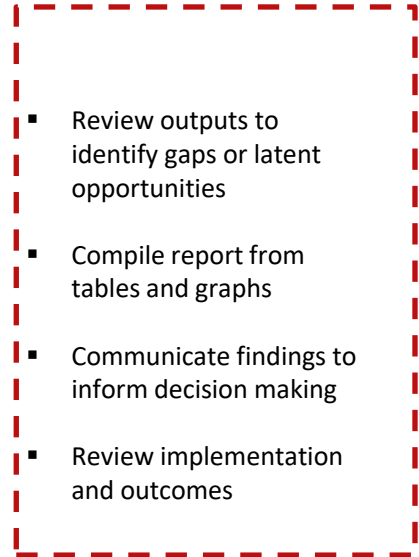 ▪ Review outputs to
identify gaps or latent
opportunities
▪ Compile report from
tables and graphs
▪ Communicate findings to
inform decision making
▪ Review implementation
and outcomes